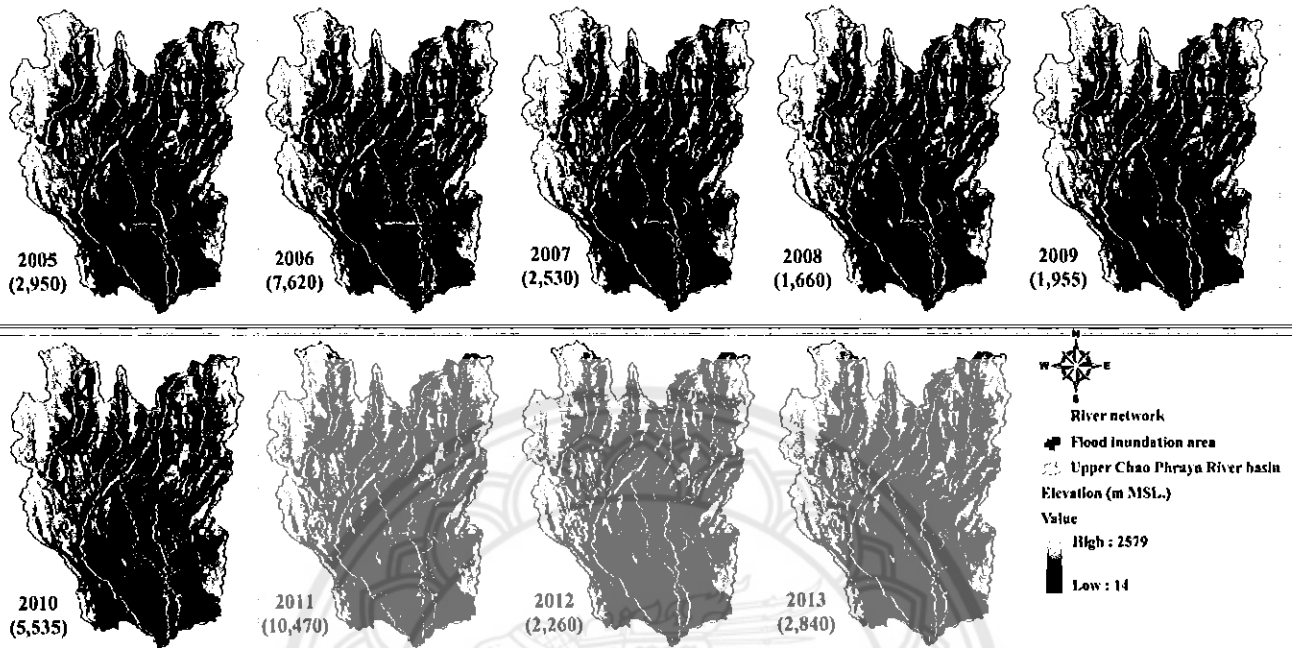 2005
(2,950)
2006
(7,620)
2007
(2,530)
2008
(1,660)
2009
(1,955)
2010
(5,535)
2011
(10,470)
2012
(2,260)
2013
(2,840)
N
W E
S
River network
Flood inundation area
Upper Chao Phraya River basin
Elevation (m MSL.)
Value
High : 2579
Low : 14